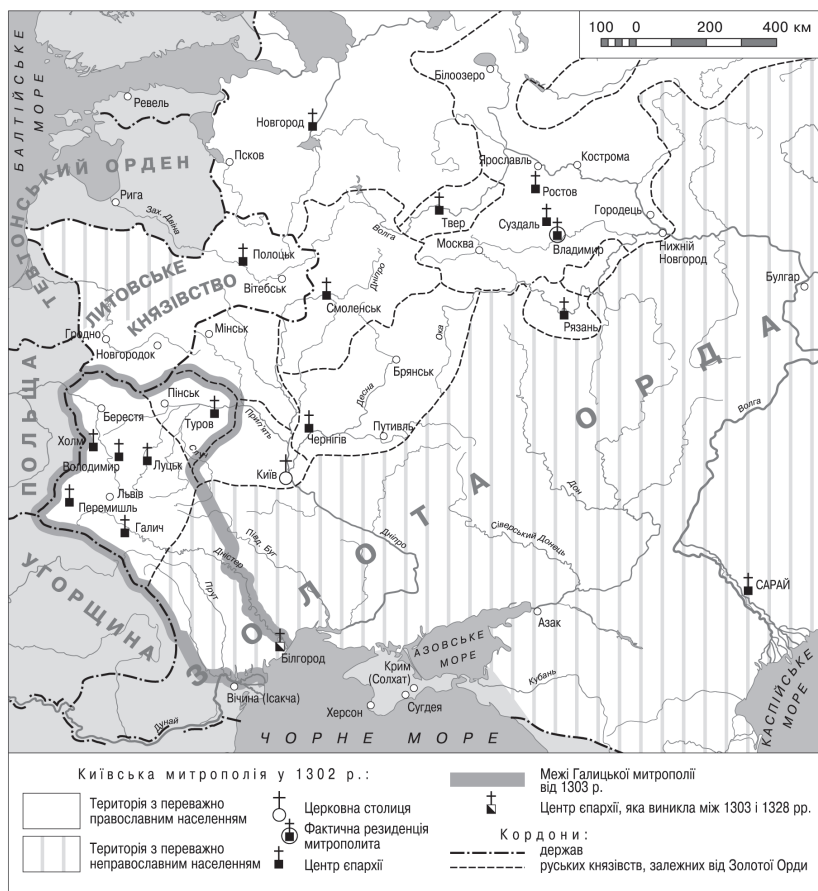 100 0 200 400 км
БАЛТІЙСЬКЕ МОРЕ
Білоозеро
Ревель
Новгород
Псков
ТЕВТОНСЬКИЙ ОРДЕН
Рига
Зах. Двіна
Ярославль
Кострома
Ростов
Твер
Волга
Суздаль
Городець
Москва
Владимир
Нижній
Новгород
Полоцьк
Вітебськ
Булгар
ЛИТОВСЬКЕ
КНЯЗІВСТВО
Дніпро
Смоленськ
Рязань
Гродно
Мінськ
Новгородок
Ока
Брянськ
ПОЛЬЩА
Пінськ
Берестя
Туров
Десна
Прип'ять
Чернігів
Путивль
Волга
Холм
Володимир
Луцьк
Случ
Київ
Львів
Перемишль
Галич
Дон
Дніпро
Сіверський Донець
Півд. Буг
Дністер
Прут
УГОРЩИНА
ЗОЛОТА ОРДА
САРАЙ
Азак
Білгород
АЗОВСЬКЕ
МОРЕ
Кубань
Крим
(Солхат)
Вічина (Ісакча)
Херсон
Сугдея
Дунай
ЧОРНЕ МОРЕ
КАСПІЙСЬКЕ
МОРЕ
Київська митрополія у 1302 р.:
Територія з переважно
православним населенням
Територія з переважно
неправославним населенням
Церковна столиця
Фактична резиденція
митрополита
Центр єпархії
Межі Галицької митрополії
від 1303 р.
Центр єпархії, яка виникла між 1303 і 1328 рр.
Кордони:
держав
руських князівств, залежних від Золотої Орди